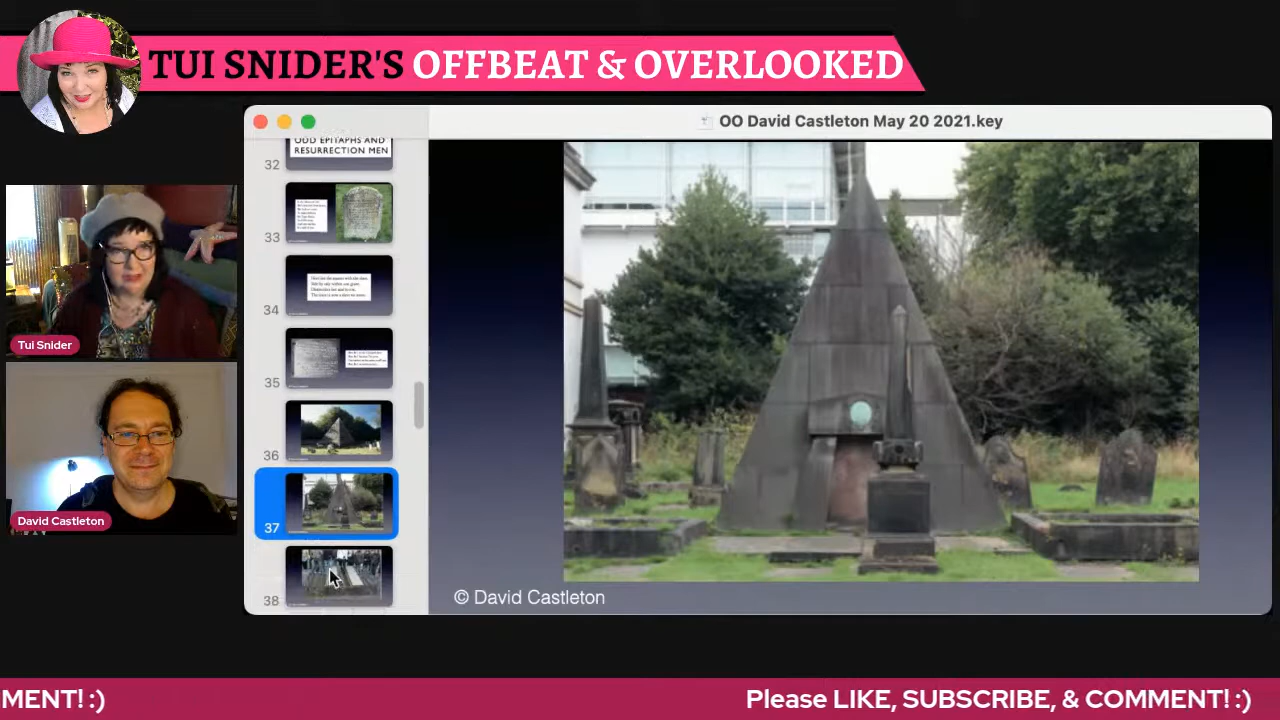 TUI SNIDER'S OFFBEAT & OVERLOOKED
OO David Castleton May 20 2021.key
ODD EPITAPHS AND
RESURRECTION MEN
32
33
34
35
36
37
38
Tui Snider
David Castleton
© David Castleton
MENT! :)
Please LIKE, SUBSCRIBE, & COMMENT! :)